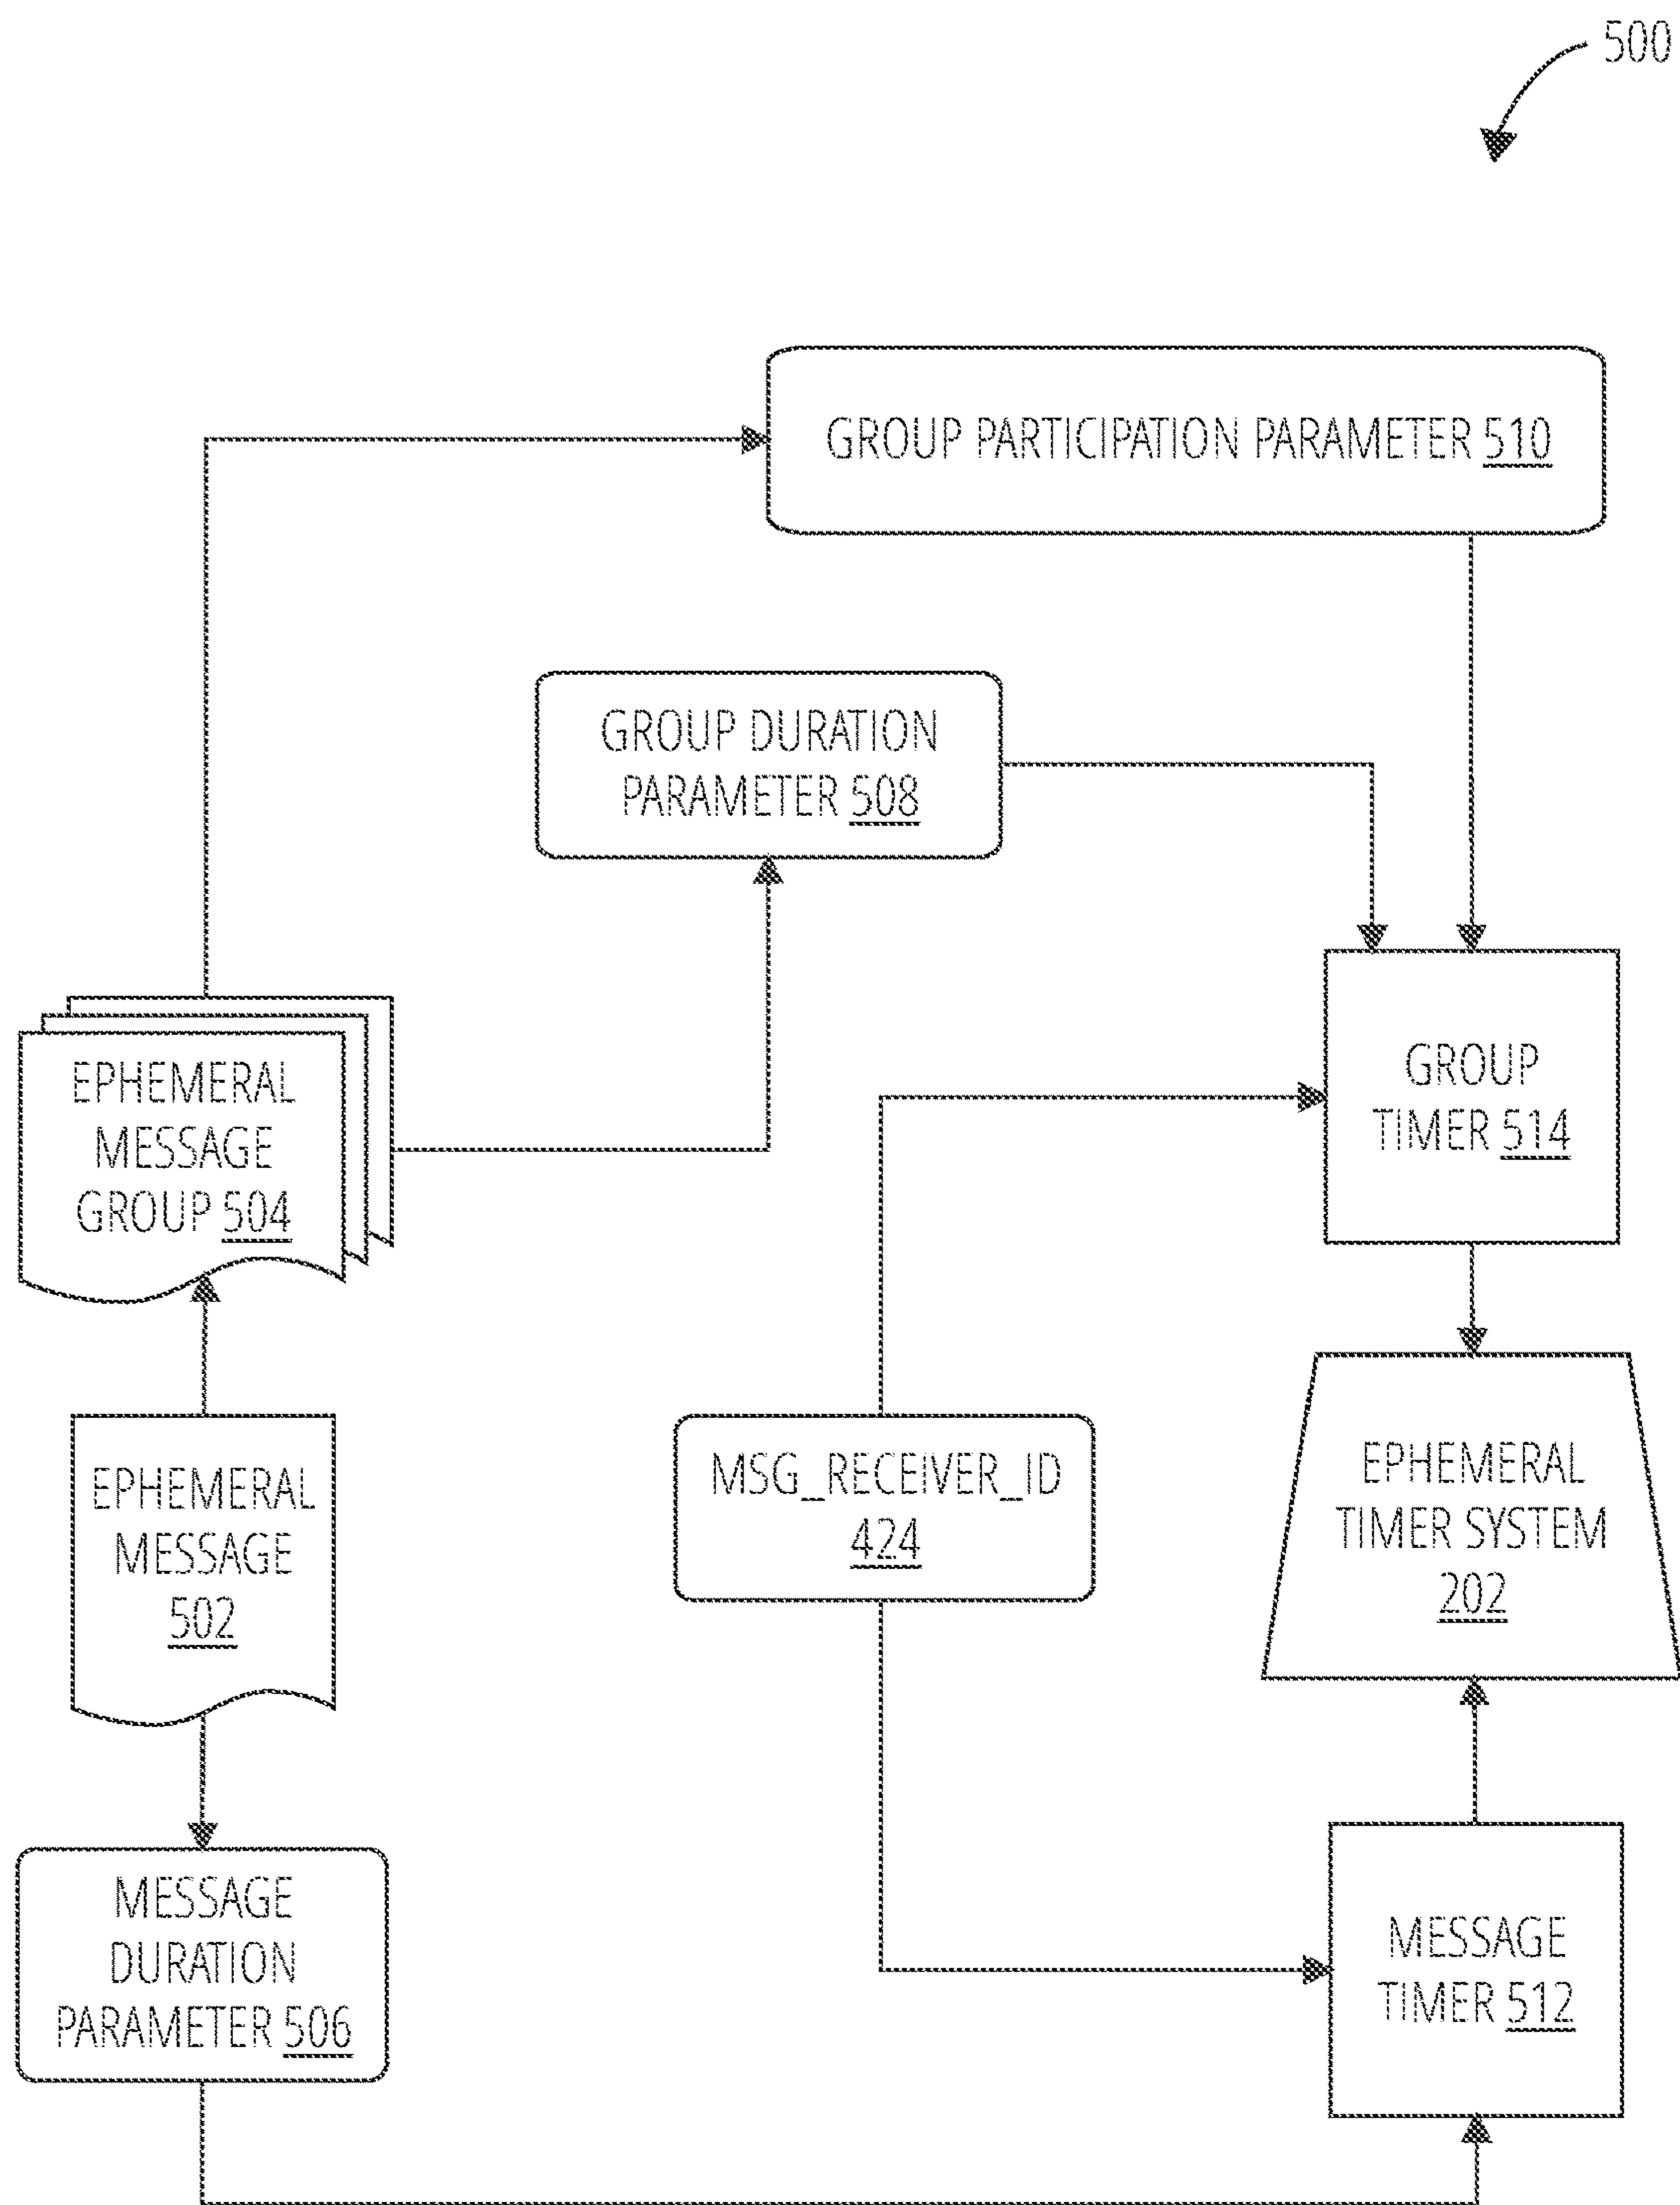 500
GROUP PARTICIPATION PARAMETER 510
GROUP DURATION
PARAMETER 508
EPHEMERAL
MESSAGE
GROUP 504
GROUP
TIMER 514
EPHEMERAL
MESSAGE
502
MSG_RECEIVER_ID
424
EPHEMERAL
TIMER SYSTEM
202
MESSAGE
DURATION
PARAMETER 506
MESSAGE
TIMER 512